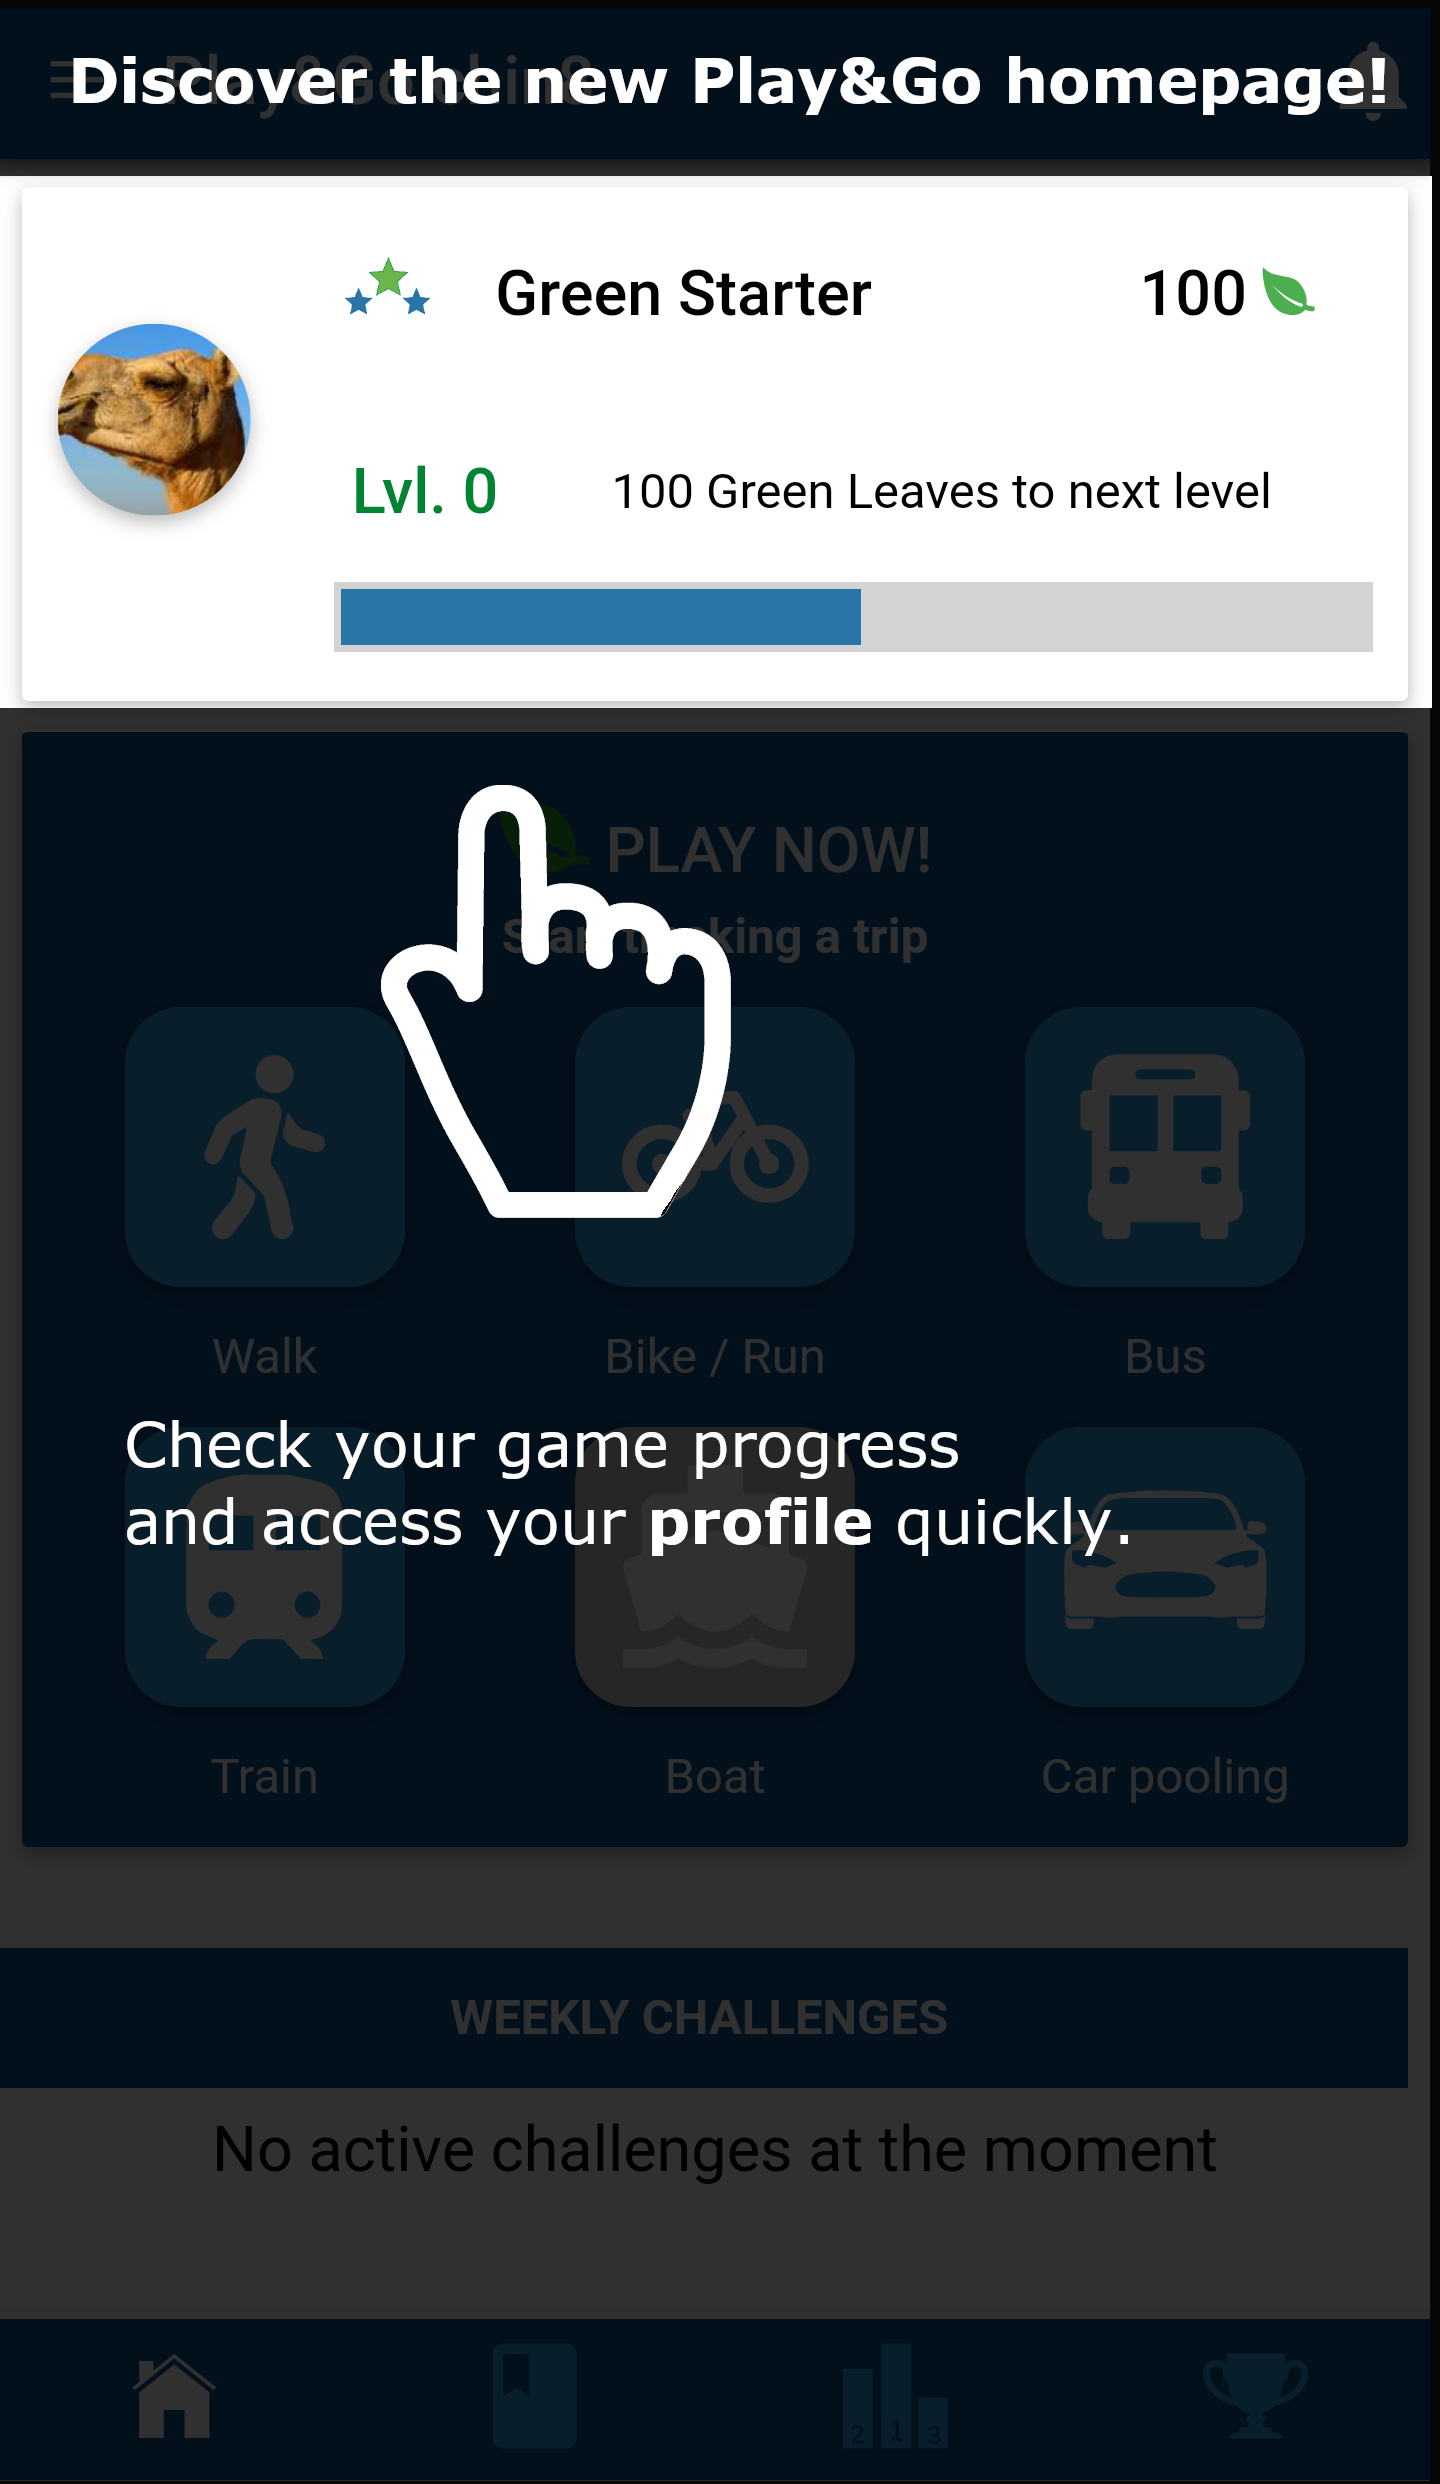 Discover the new Play&Go homepage!
Green Starter
100
Lvl. 0
100 Green Leaves to next level
PLAY NOW!
Start tracking a trip
Walk
Bike / Run
Bus
Check your game progress
and access your profile quickly.
Train
Boat
Car pooling
WEEKLY CHALLENGES
No active challenges at the moment
2 1 3